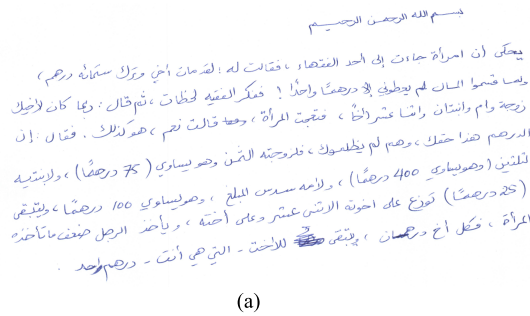 بسم الله الرحمن الرحيم
يحكى أن امرأة جاءت إلى أحد الفقهاء، فقالت له: لقد مات أخي وترك ستمائة درهم،
ولما قسموا المال لم يعطوني إلا درهمًا واحدًا! ففكر الفقيه لحظات، ثم قال: ربما كان لأخيك
زوجة وأم وابنتان واثنا عشر أخًا، فتعجبت المرأة، وقالت نعم، هو كذلك. فقال: إن
الدرهم هذا حقك، وهم لم يظلموك، فلزوجته الثمن وهو يساوي (75 درهمًا)، ولابنتيه
الثلثين (وهو يساوي 400 درهمًا)، ولأمه سدس المبلغ، وهو يساوي 100 درهمًا، ويتبقى
(25 درهمًا) توزع على اخوته الاثنى عشر وعلى أخته، ويأخذ الرجل ضعف ما تأخذه
المرأة، فلكل أخ درهمان، ويتبقى للأخت - التي هي أنت - درهم واحد.
(a)